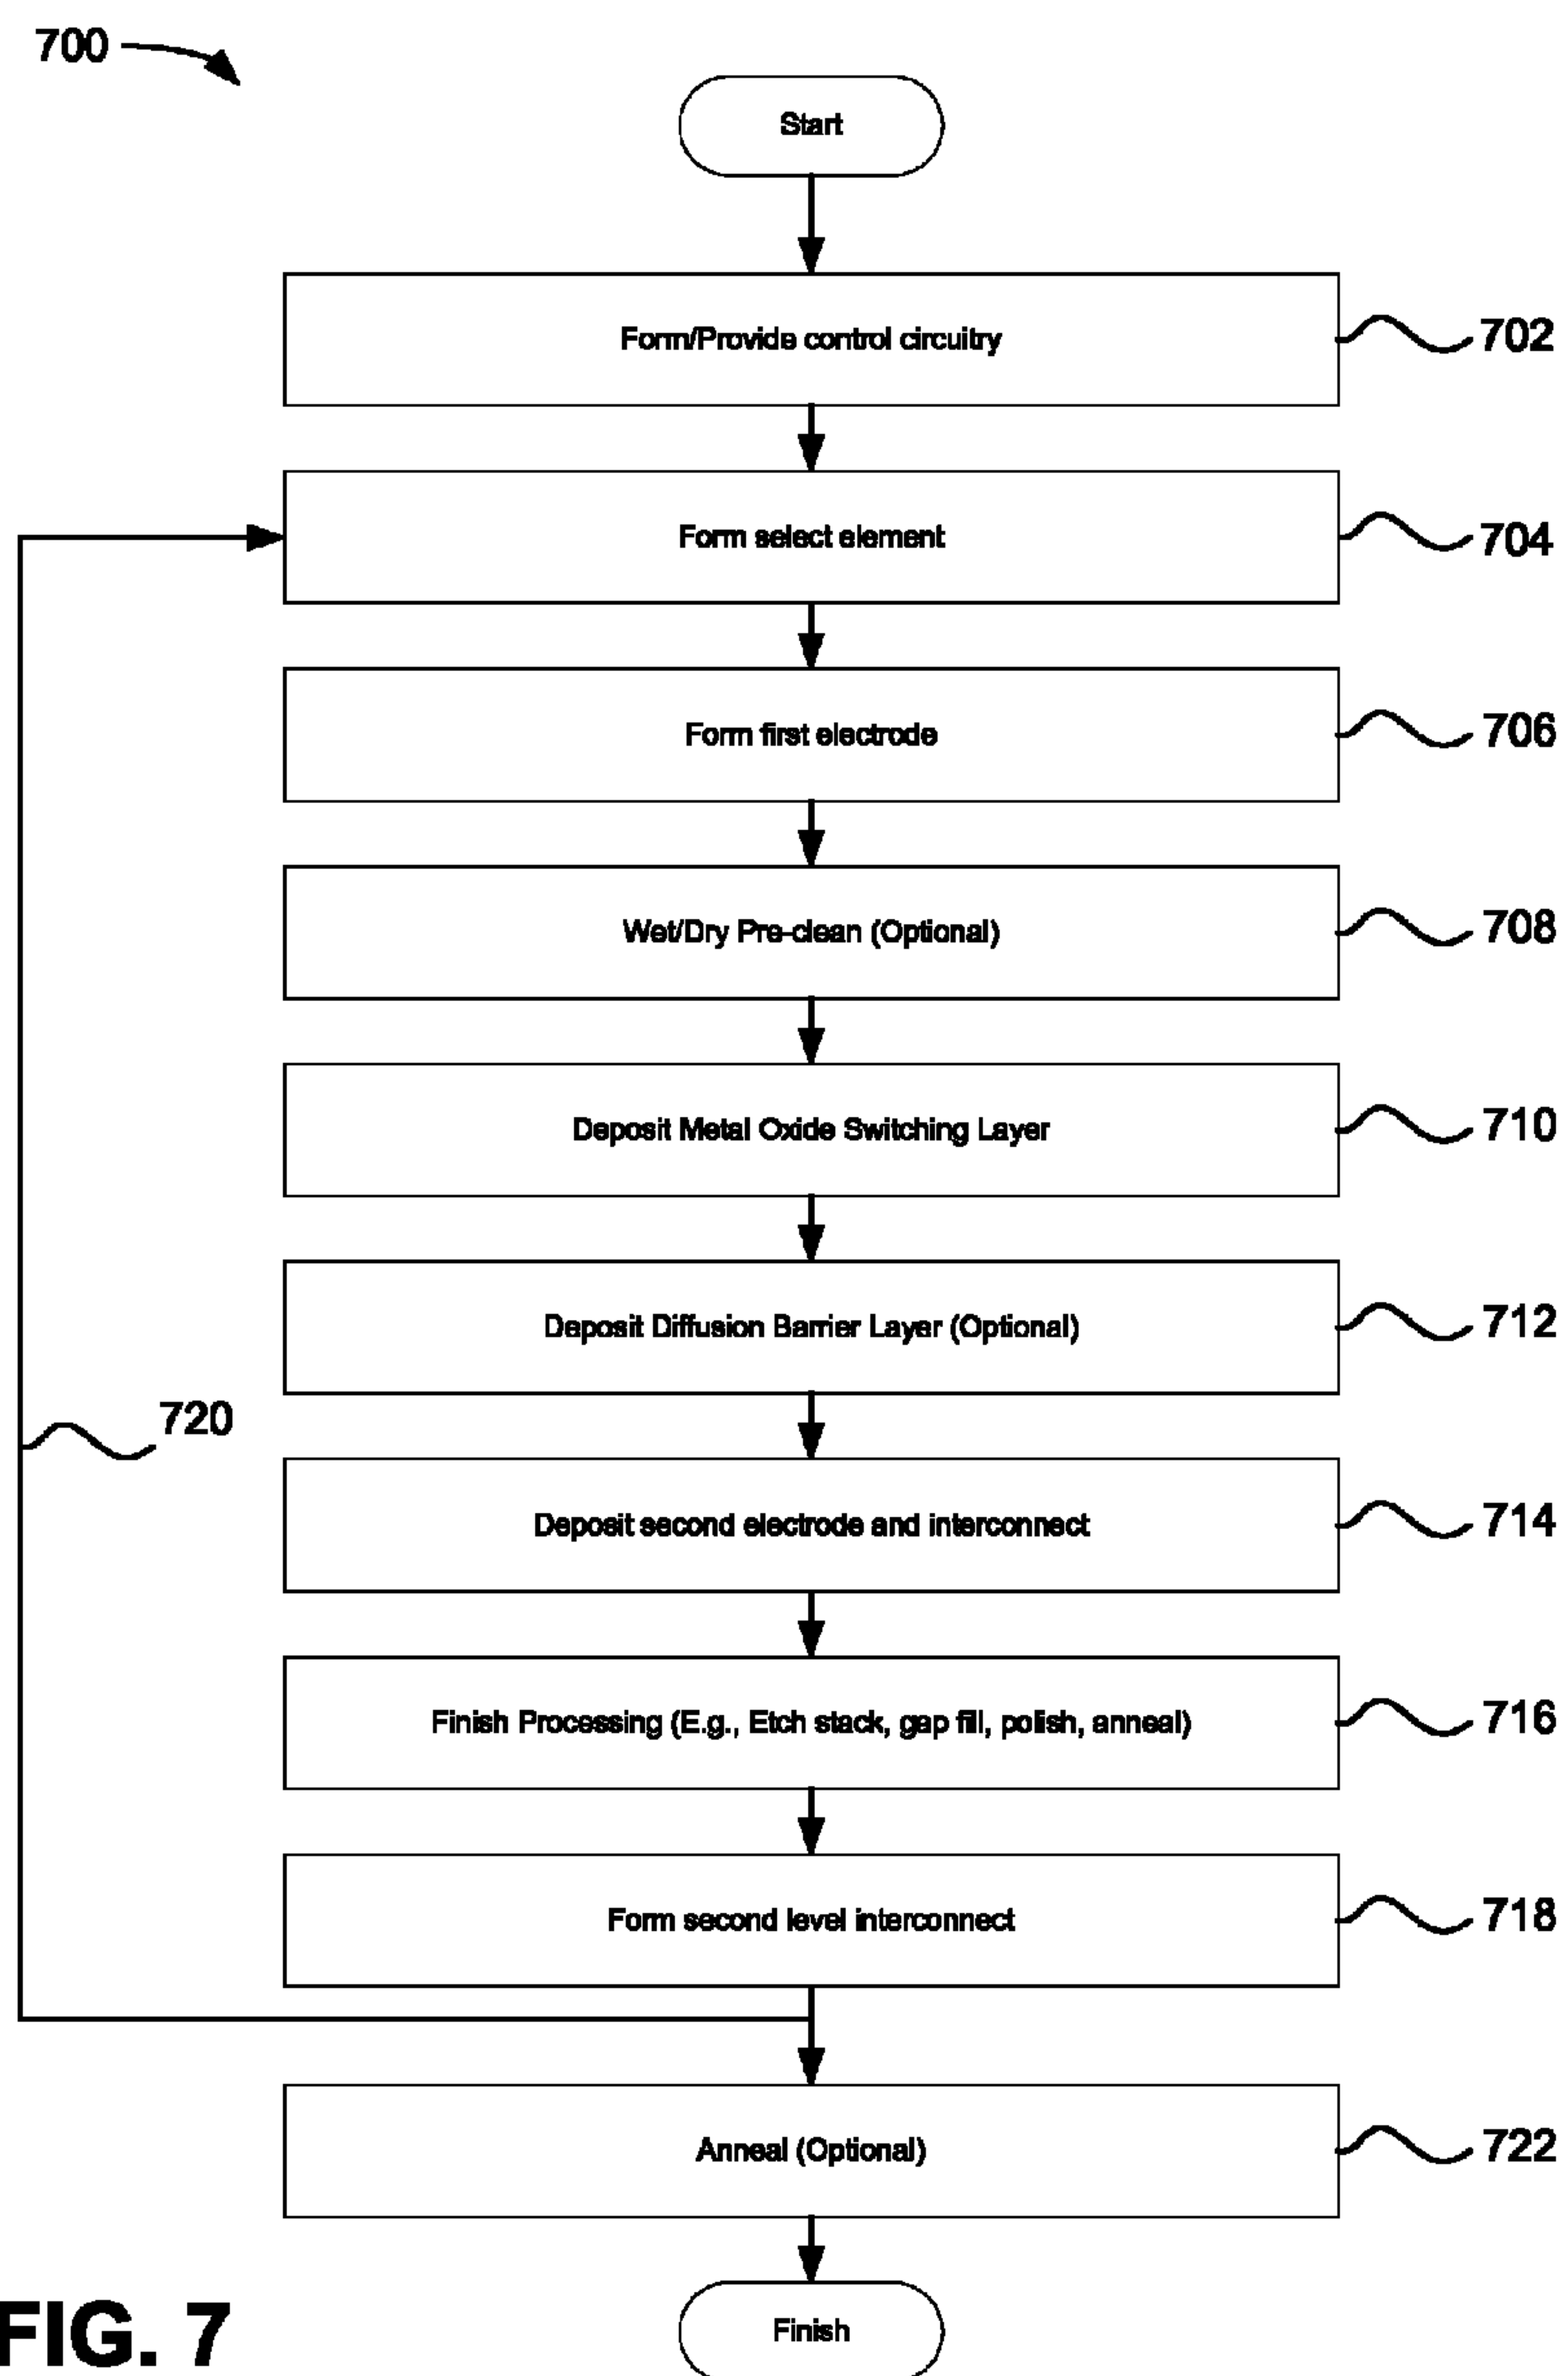 700
Start
Form/Provide control circuitry
702
Form select element
704
Form first electrode
706
Wet/Dry Pre-clean (Optional)
708
Deposit Metal Oxide Switching Layer
710
Deposit Diffusion Barrier Layer (Optional)
712
720
Deposit second electrode and interconnect
714
Finish Processing (E.g., Etch stack, gap fill, polish, anneal)
716
Form second level interconnect
718
Anneal (Optional)
722
Finish
FIG. 7